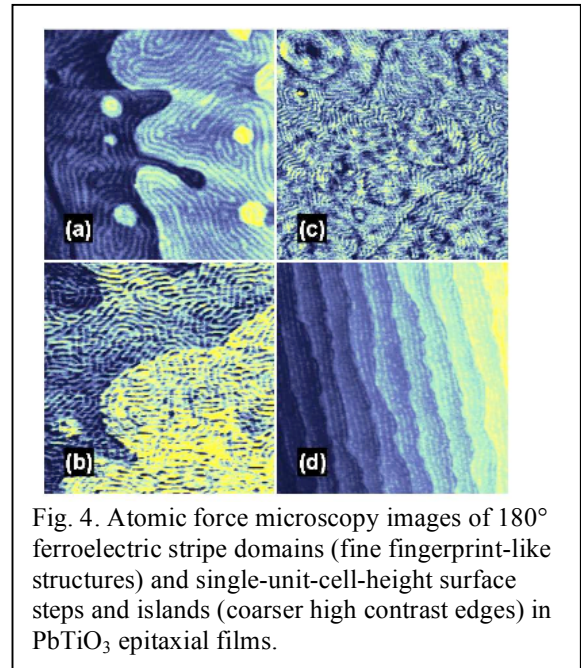 (a)
(c)
(b)
(d)
Fig. 4. Atomic force microscopy images of 180°
ferroelectric stripe domains (fine fingerprint-like
structures) and single-unit-cell-height surface
steps and islands (coarser high contrast edges) in
PbTiO₃ epitaxial films.